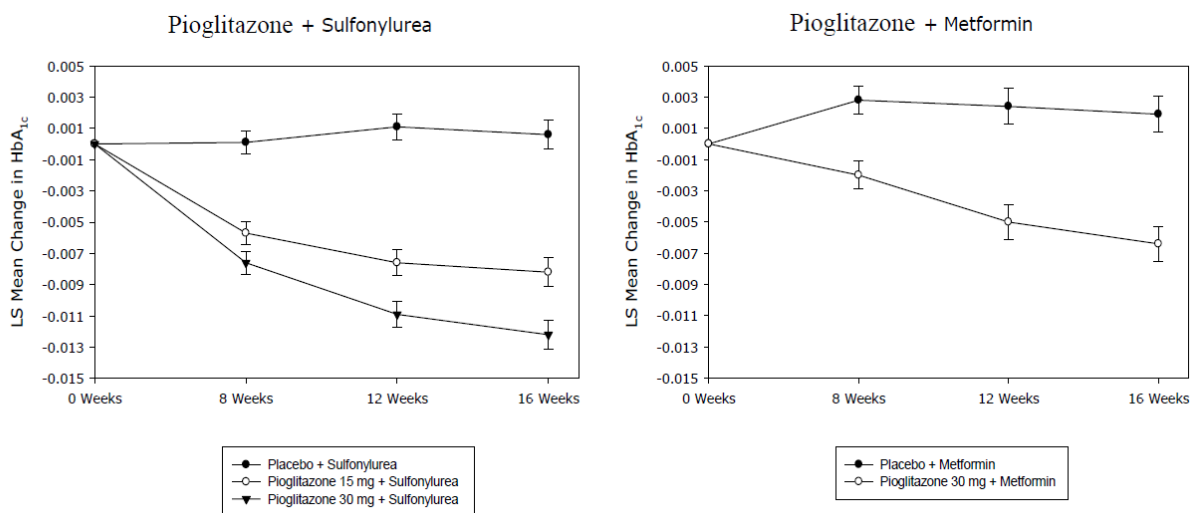 Pioglitazone + Sulfonylurea
LS Mean Change in HbA1c
0.005
0.003
0.001
-0.001
-0.003
-0.005
-0.007
-0.009
-0.011
-0.013
-0.015
0 Weeks 8 Weeks 12 Weeks 16 Weeks
Placebo + Sulfonylurea
Pioglitazone 15 mg + Sulfonylurea
Pioglitazone 30 mg + Sulfonylurea
Pioglitazone + Metformin
LS Mean Change in HbA1c
0.005
0.003
0.001
-0.001
-0.003
-0.005
-0.007
-0.009
-0.011
-0.013
-0.015
0 Weeks 8 Weeks 12 Weeks 16 Weeks
Placebo + Metformin
Pioglitazone 30 mg + Metformin